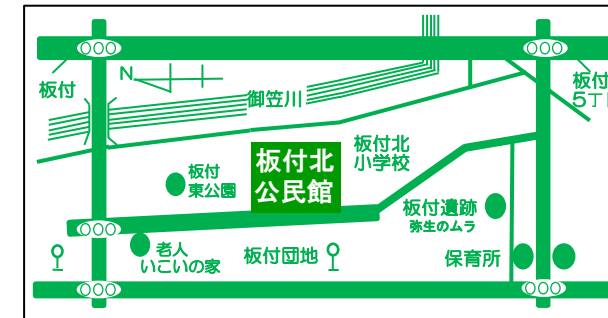 N
板付
御笠川
板付
5丁目
板付北
小学校
板付北
公民館
板付
東公園
板付遺跡
弥生のムラ
老人
いこいの家
板付団地
保育所